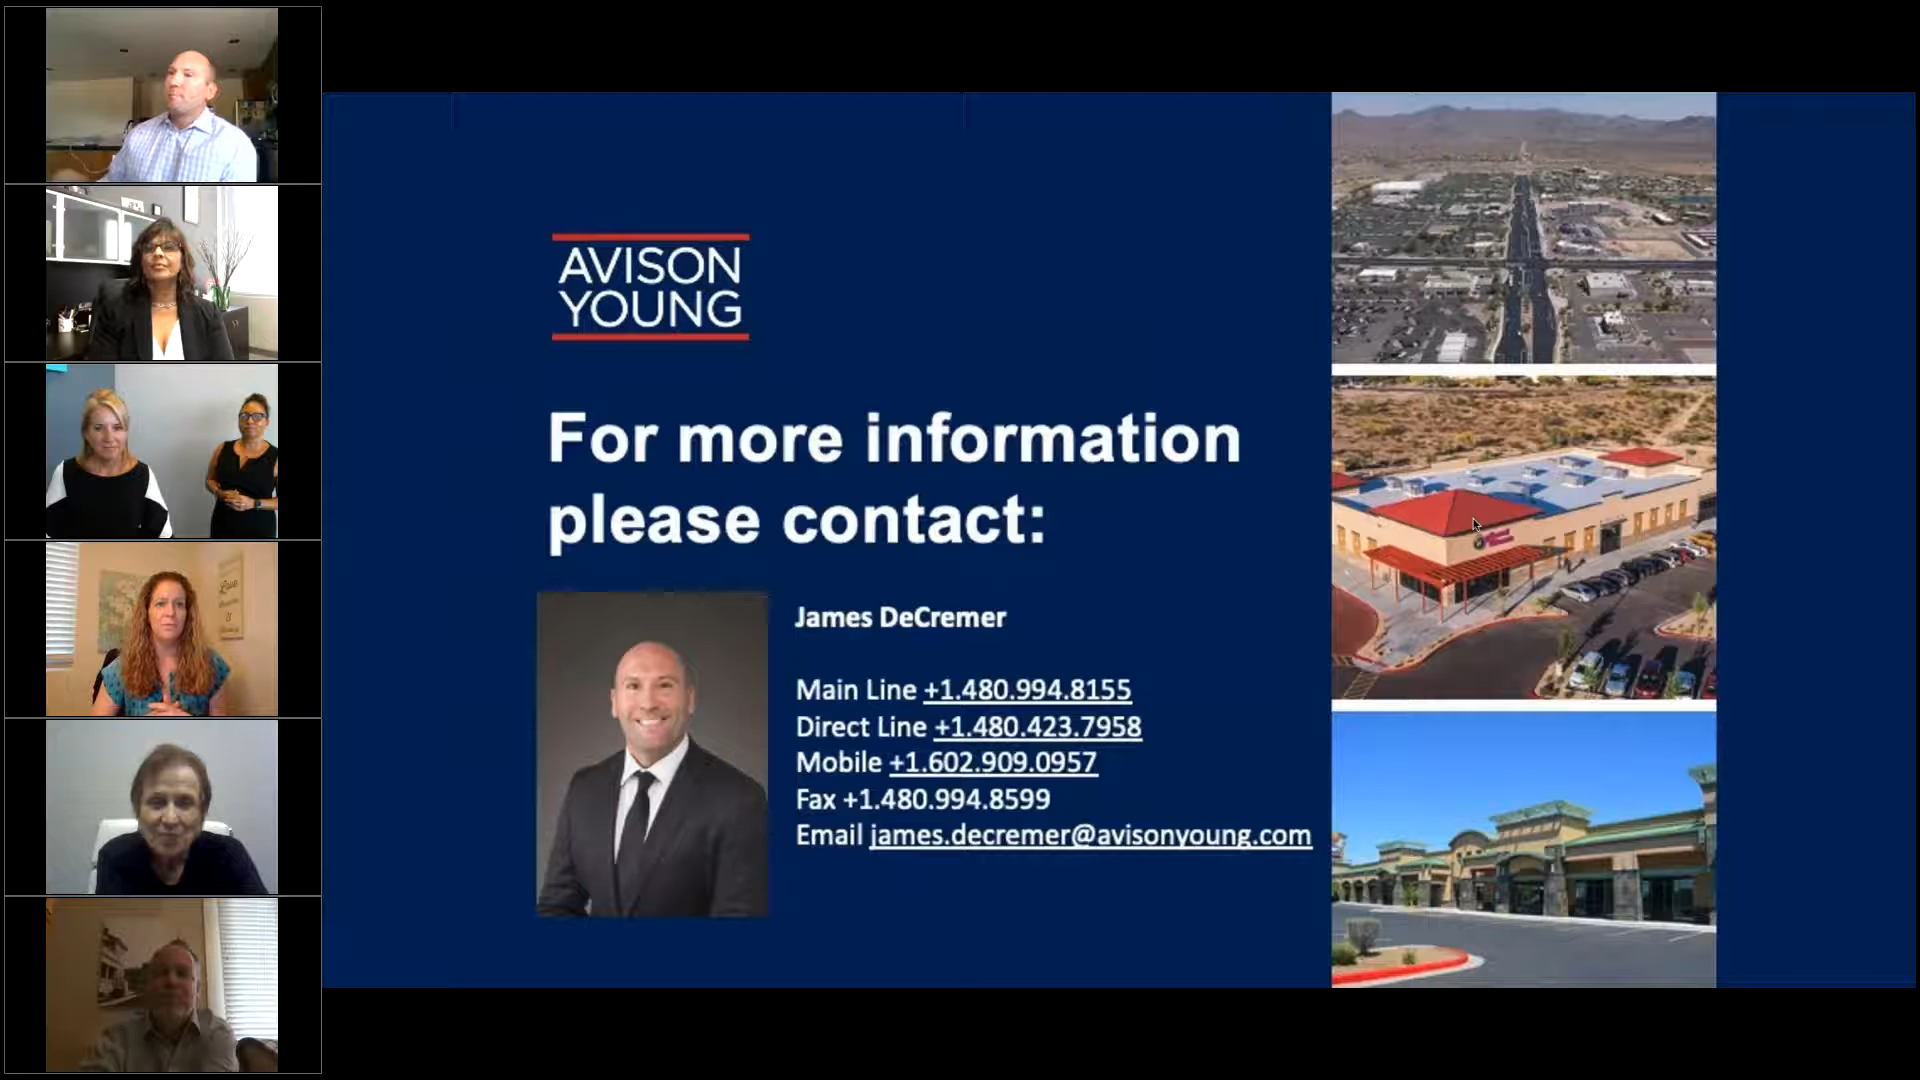 AVISON
YOUNG
For more information
please contact:
James DeCremer
Main Line +1.480.994.8155
Direct Line +1.480.423.7958
Mobile +1.602.909.0957
Fax +1.480.994.8599
Email james.decremer@avisonyoung.com